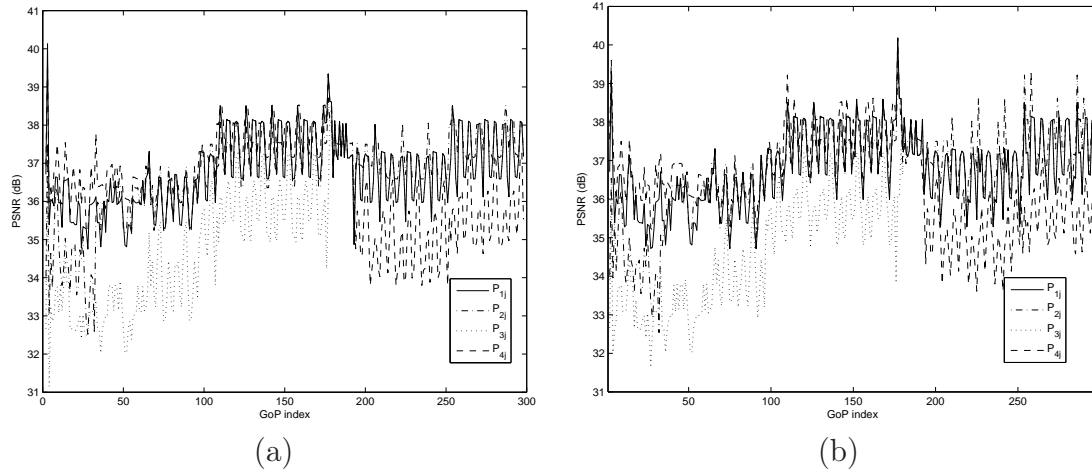 41
40
39
38
37
36
35
34
33
32
31
PSNR (dB)
0 50 100 150 200 250 300
GoP index
P1j
P2j
P3j
P4j
(a)
41
40
39
38
37
36
35
34
33
32
31
PSNR (dB)
50 100 150 200 250
GoP index
P1j
P2j
P3j
P4j
(b)